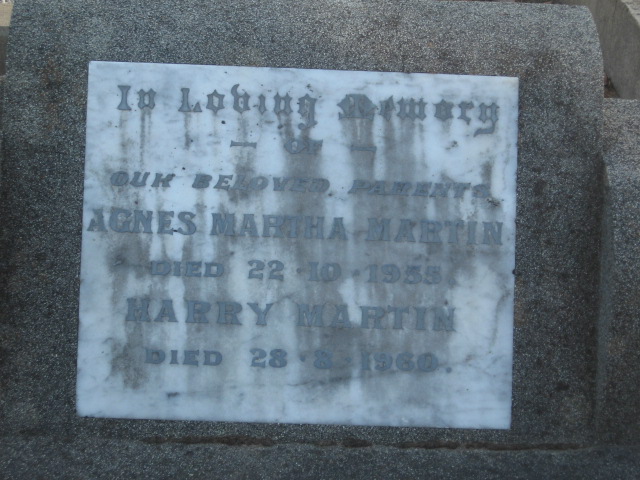 In Loving Memory
— OF —
OUR BELOVED PARENTS
AGNES MARTHA MARTIN
DIED 22·10·1955
HARRY MARTIN
DIED 28·8·1960.